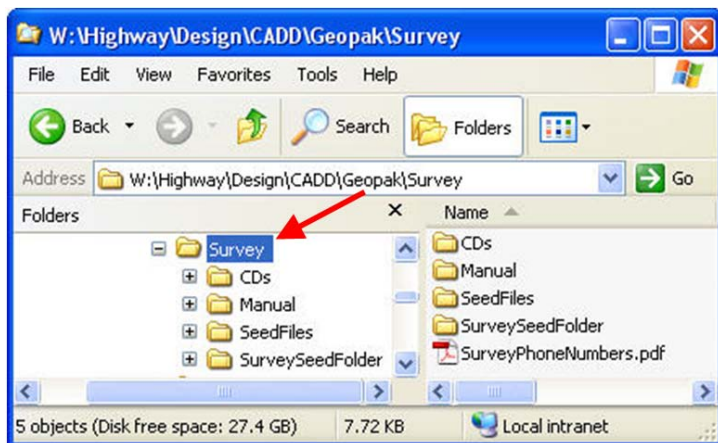 W:\Highway\Design\CADD\Geopak\Survey
File Edit View Favorites Tools Help
Back Search Folders
Address W:\Highway\Design\CADD\Geopak\Survey Go
Folders
Survey
CDs
Manual
SeedFiles
SurveySeedFolder
Name
CDs
Manual
SeedFiles
SurveySeedFolder
SurveyPhoneNumbers.pdf
5 objects (Disk free space: 27.4 GB) 7.72 KB Local intranet